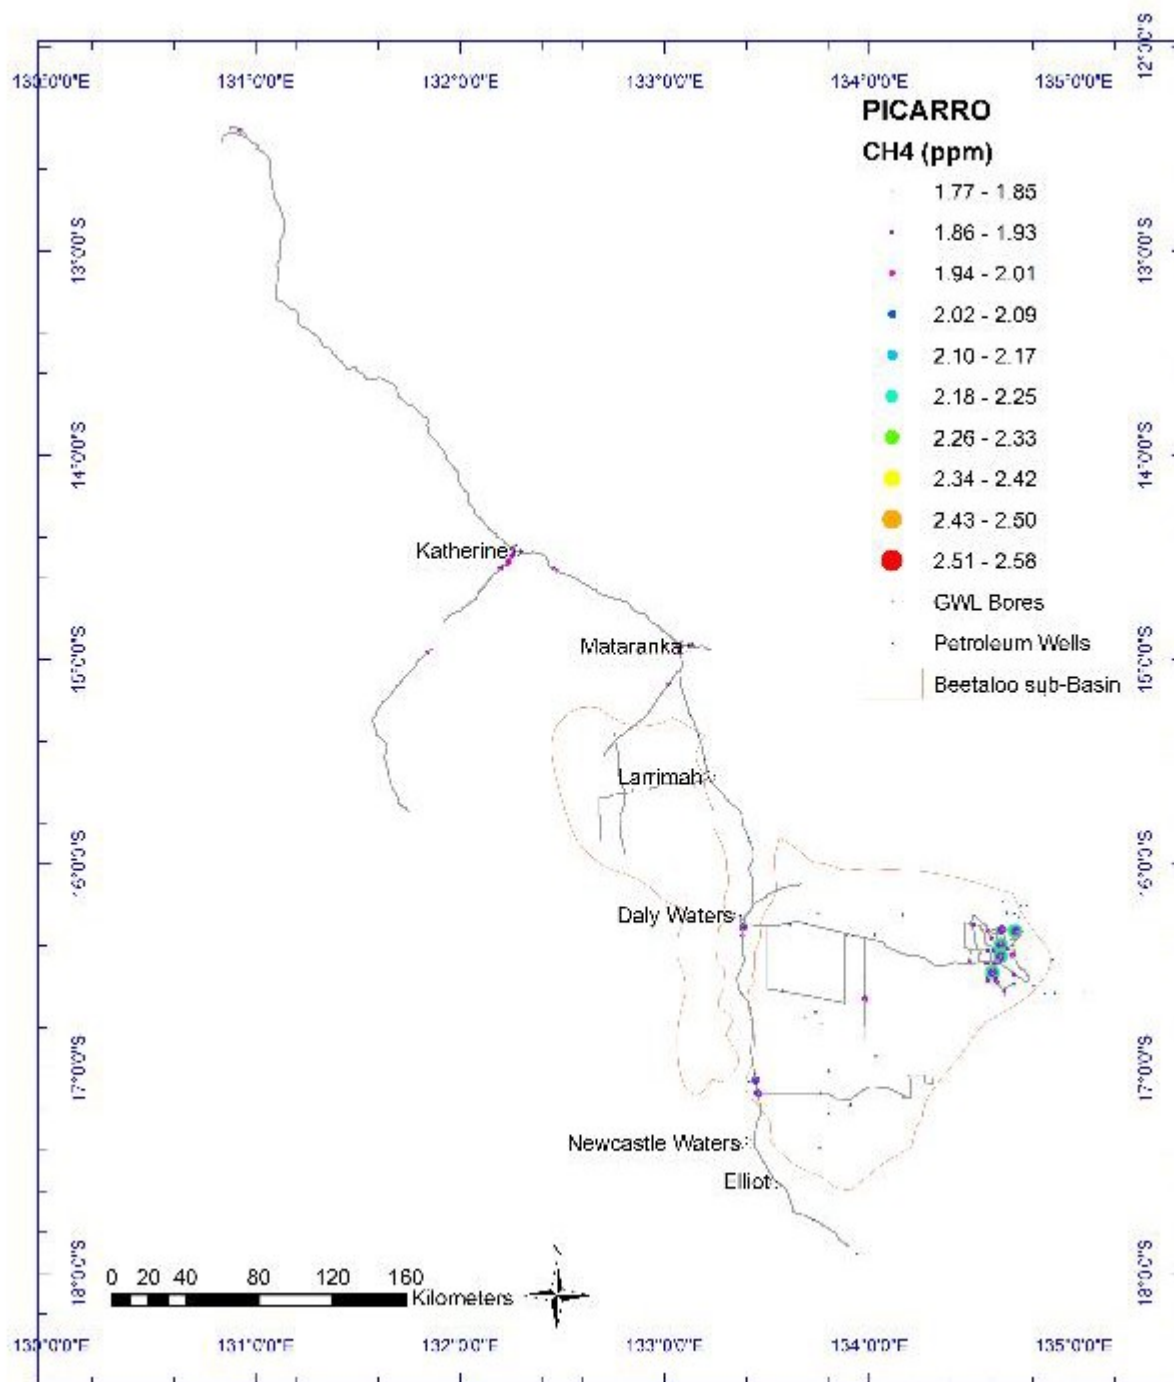 12°0'0"S
130°0'0"E 131°0'0"E 132°0'0"E 133°0'0"E 134°0'0"E 135°0'0"E
PICARRO
CH4 (ppm)
1.77 - 1.85
1.86 - 1.93
13°0'0"S 13°0'0"S
1.94 - 2.01
2.02 - 2.09
2.10 - 2.17
2.18 - 2.25
2.26 - 2.33
14°0'0"S 14°0'0"S
2.34 - 2.42
2.43 - 2.50
Katherine
2.51 - 2.58
GWL Bores
Mataranka
Petroleum Wells
15°0'0"S 15°0'0"S
Beetaloo sub-Basin
Larrimah
16°0'0"S 16°0'0"S
Daly Waters
17°0'0"S 17°0'0"S
Newcastle Waters
Elliot
18°0'0"S 18°0'0"S
0 20 40 80 120 160
Kilometers
130°0'0"E 131°0'0"E 132°0'0"E 133°0'0"E 134°0'0"E 135°0'0"E